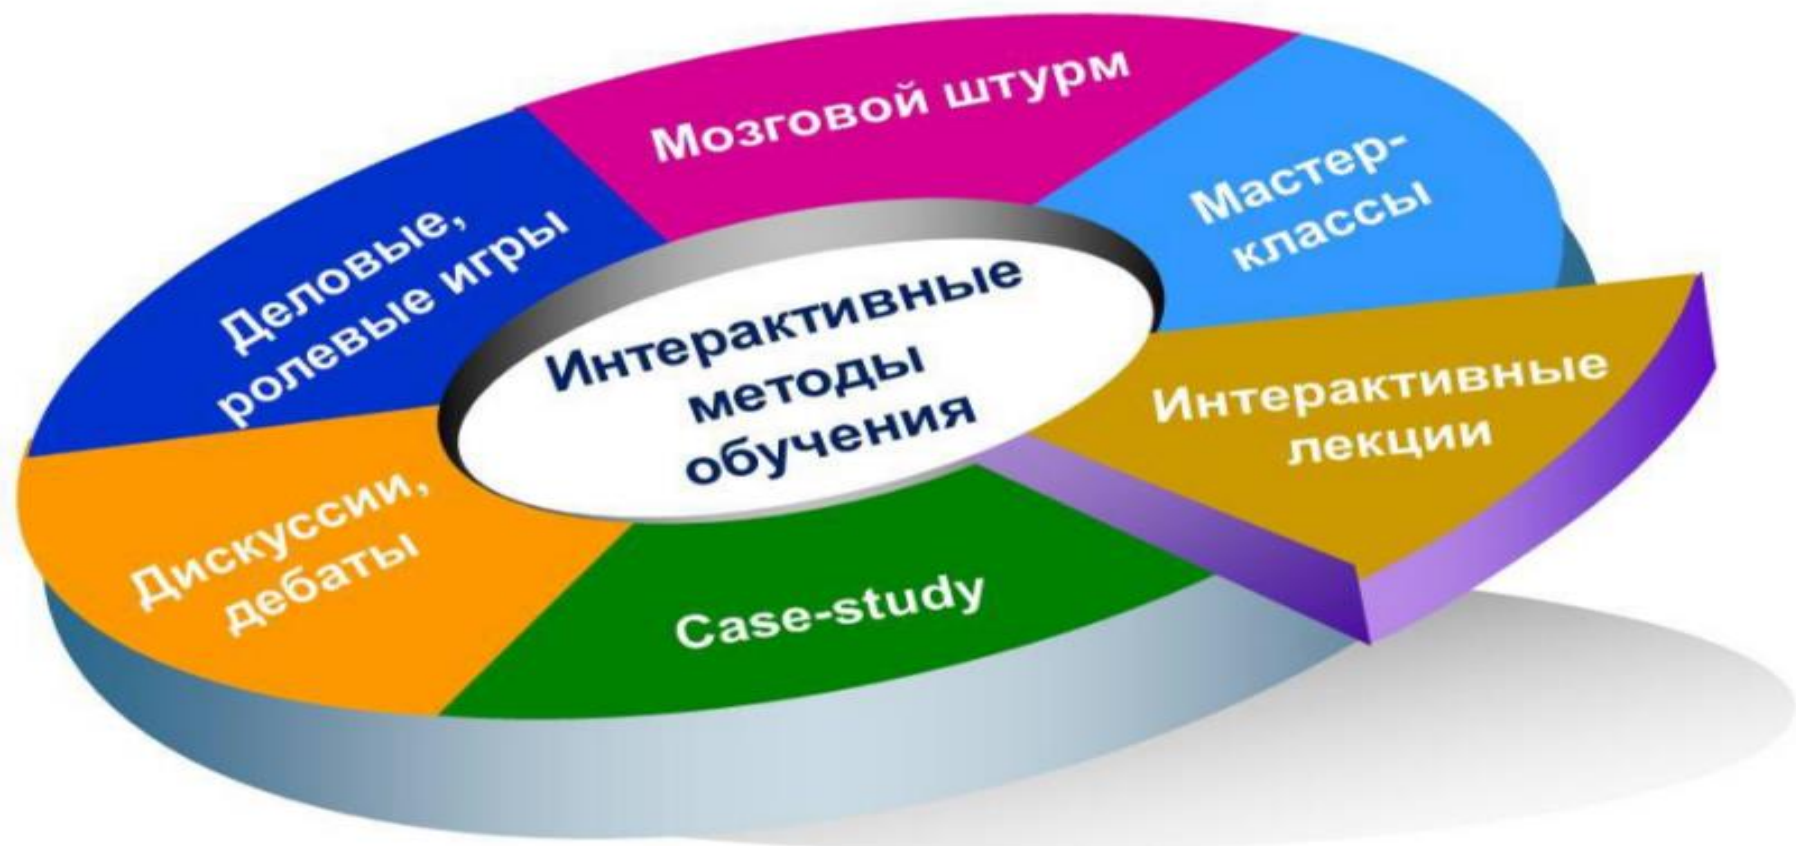 Мозговой штурм
Мастер-
классы
Деловые,
ролевые игры
Интерактивные
методы
обучения
Интерактивные
лекции
Дискуссии,
дебаты
Case-study